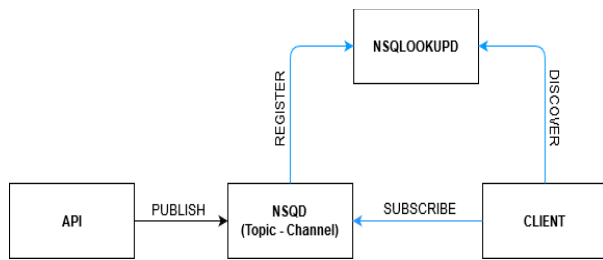 NSQLOOKUPD
REGISTER
DISCOVER
API
PUBLISH
NSQD
(Topic - Channel)
SUBSCRIBE
CLIENT